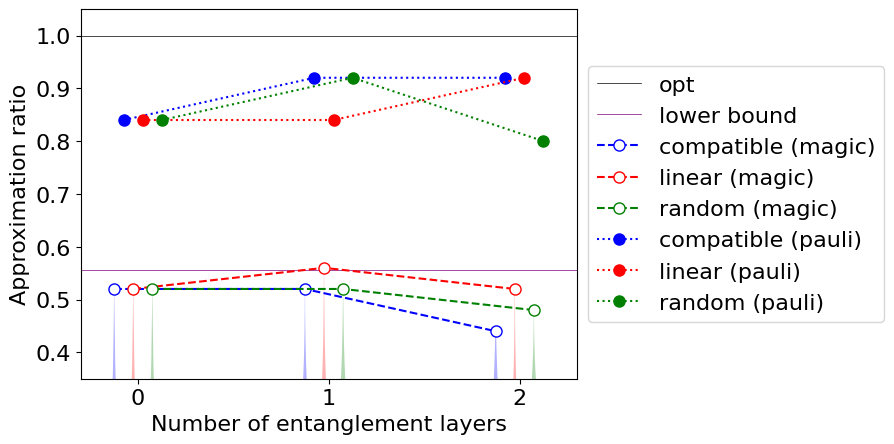 1.0
0.9
0.8
0.7
0.6
0.5
0.4
Approximation ratio
0
1
2
Number of entanglement layers
opt
lower bound
compatible (magic)
linear (magic)
random (magic)
compatible (pauli)
linear (pauli)
random (pauli)